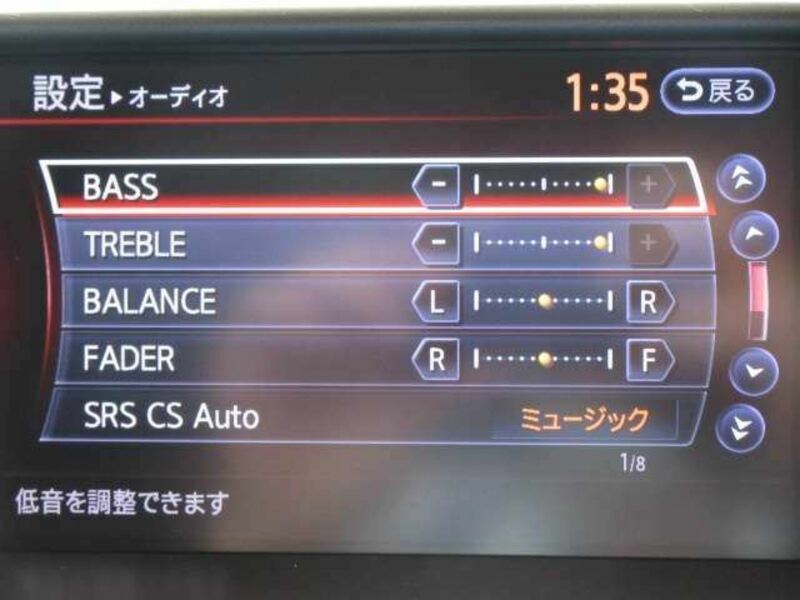 設定▶オーディオ 1:35 戻る
BASS - +
TREBLE - +
BALANCE L R
FADER R F
SRS CS Auto ミュージック
1/8
低音を調整できます